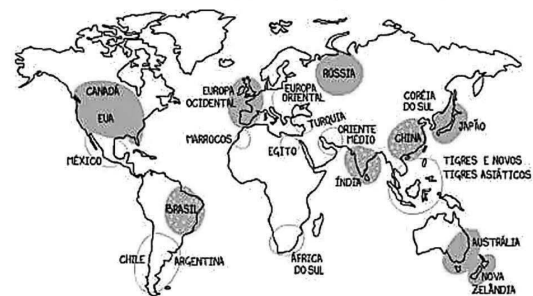 CANADÁ
EUA
MÉXICO
BRASIL
CHILE
ARGENTINA
EUROPA
OCIDENTAL
EUROPA
ORIENTAL
RÚSSIA
TURQUIA
MARROCOS
EGITO
ORIENTE
MÉDIO
ÁFRICA
DO SUL
ÍNDIA
CHINA
CORÉIA
DO SUL
JAPÃO
TIGRES E NOVOS
TIGRES ASIÁTICOS
AUSTRÁLIA
NOVA
ZELÂNDIA